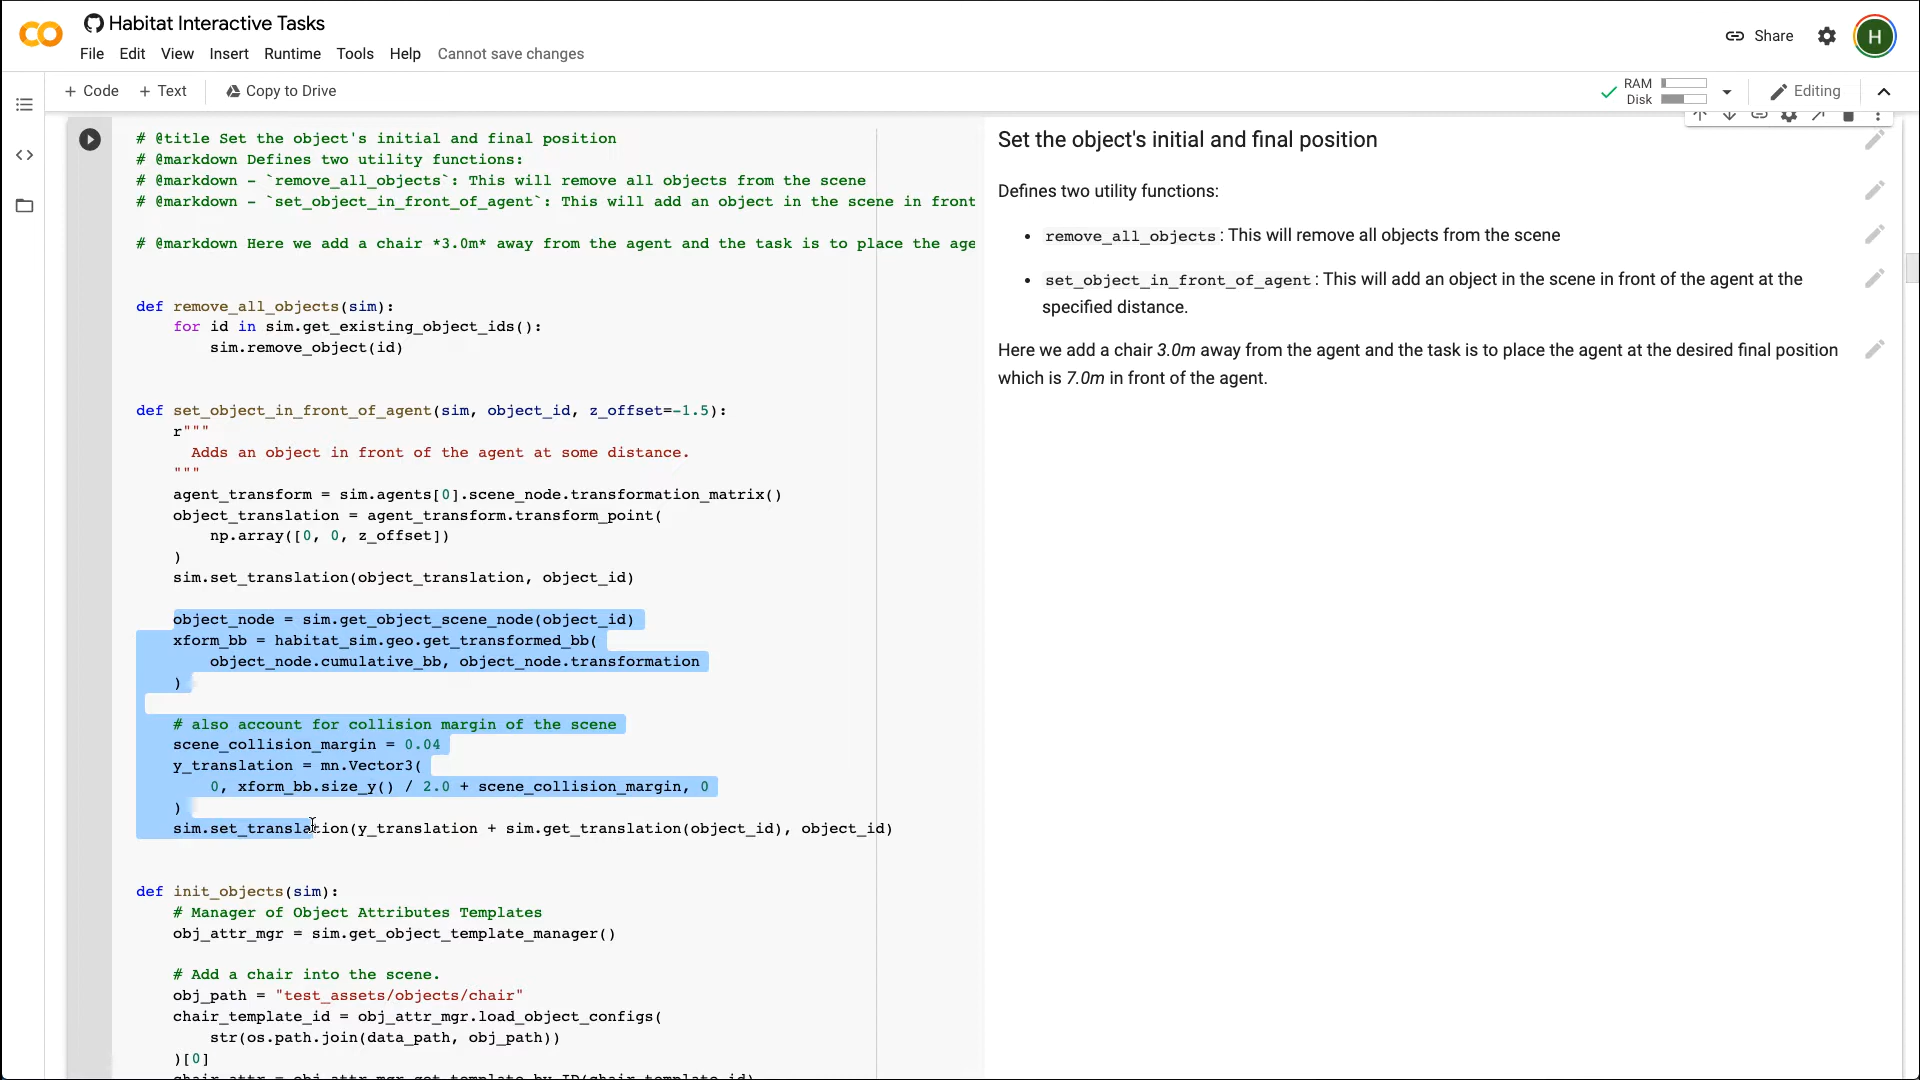 Habitat Interactive Tasks
File Edit View Insert Runtime Tools Help Cannot save changes
Share
H
+ Code + Text Copy to Drive
RAM
Disk
Editing
# @title Set the object's initial and final position
# @markdown Defines two utility functions:
# @markdown - `remove_all_objects`: This will remove all objects from the scene
# @markdown - `set_object_in_front_of_agent`: This will add an object in the scene in front
# @markdown Here we add a chair *3.0m* away from the agent and the task is to place the age
def remove_all_objects(sim):
    for id in sim.get_existing_object_ids():
        sim.remove_object(id)
def set_object_in_front_of_agent(sim, object_id, z_offset=-1.5):
    r"""
      Adds an object in front of the agent at some distance.
    """
    agent_transform = sim.agents[0].scene_node.transformation_matrix()
    object_translation = agent_transform.transform_point(
        np.array([0, 0, z_offset])
    )
    sim.set_translation(object_translation, object_id)
    object_node = sim.get_object_scene_node(object_id)
    xform_bb = habitat_sim.geo.get_transformed_bb(
        object_node.cumulative_bb, object_node.transformation
    )
    # also account for collision margin of the scene
    scene_collision_margin = 0.04
    y_translation = mn.Vector3(
        0, xform_bb.size_y() / 2.0 + scene_collision_margin, 0
    )
    sim.set_translation(y_translation + sim.get_translation(object_id), object_id)
def init_objects(sim):
    # Manager of Object Attributes Templates
    obj_attr_mgr = sim.get_object_template_manager()
    # Add a chair into the scene.
    obj_path = "test_assets/objects/chair"
    chair_template_id = obj_attr_mgr.load_object_configs(
        str(os.path.join(data_path, obj_path))
    )[0]
    chair_attr = obj_attr_mgr.get_template_by_ID(chair_template_id)
Set the object's initial and final position
Defines two utility functions:
• remove_all_objects: This will remove all objects from the scene
• set_object_in_front_of_agent: This will add an object in the scene in front of the agent at the
specified distance.
Here we add a chair 3.0m away from the agent and the task is to place the agent at the desired final position
which is 7.0m in front of the agent.